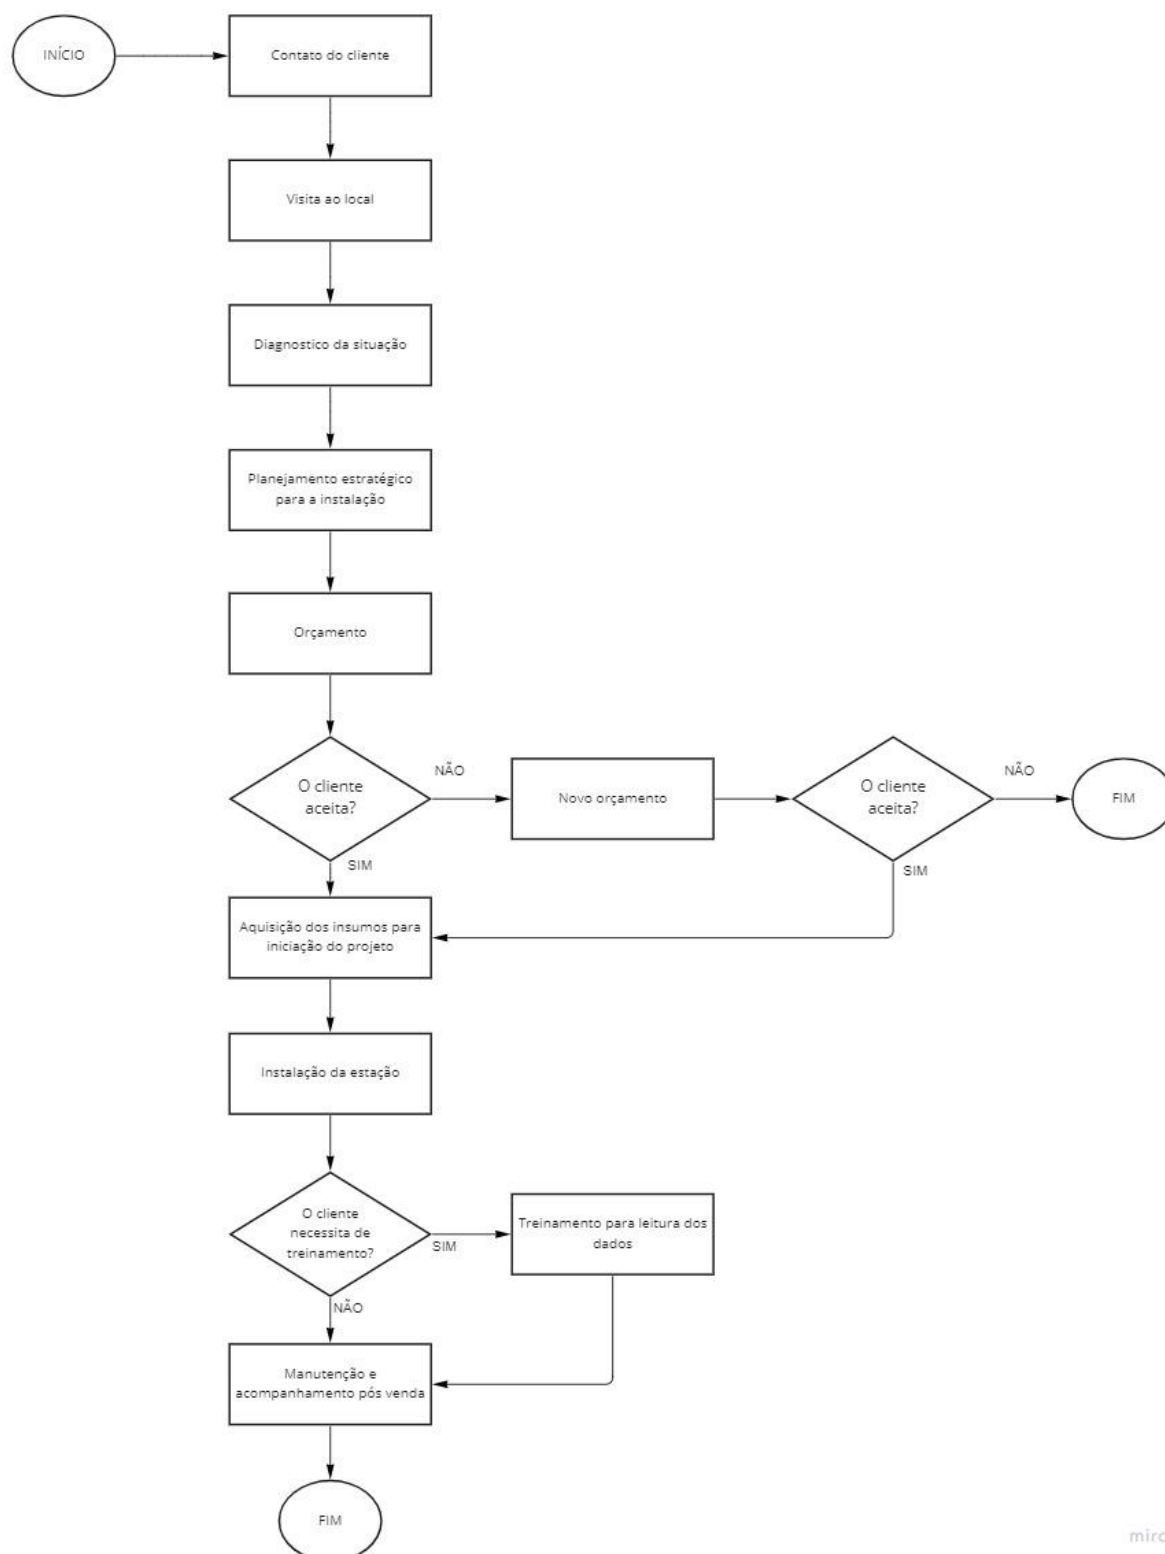 INÍCIO
Contato do cliente
Visita ao local
Diagnostico da situação
Planejamento estratégico
para a instalação
Orçamento
O cliente
aceita?
NÃO
Novo orçamento
O cliente
aceita?
NÃO
FIM
SIM
SIM
Aquisição dos insumos para
iniciação do projeto
Instalação da estação
O cliente
necessita de
treinamento?
SIM
Treinamento para leitura dos
dados
NÃO
Manutenção e
acompanhamento pós venda
FIM